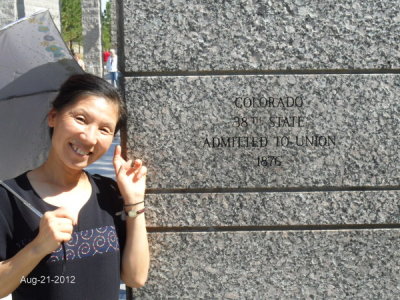 COLORADO
38TH STATE
ADMITTED TO UNION
1876
Aug-21-2012